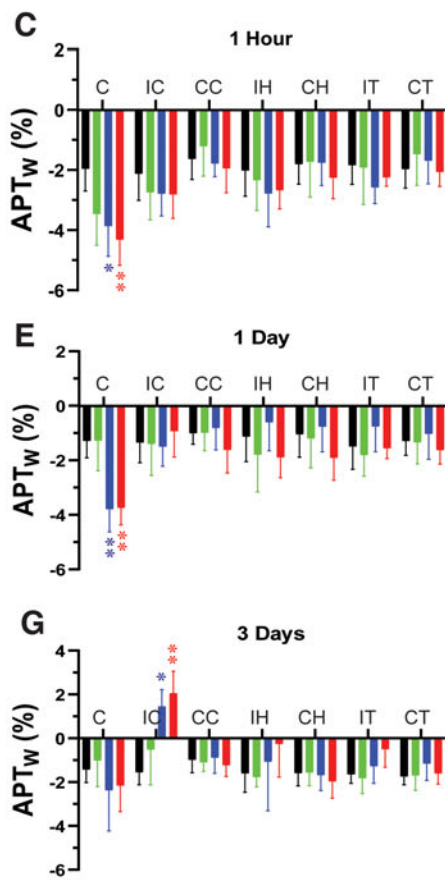 C
1 Hour
C IC CC IH CH IT CT
APTW (%)
2
0
-2
-4
-6
*
**
E
1 Day
C IC CC IH CH IT CT
APTW (%)
2
0
-2
-4
-6
**
**
G
3 Days
C IC CC IH CH IT CT
APTW (%)
4
2
0
-2
-4
-6
*
**